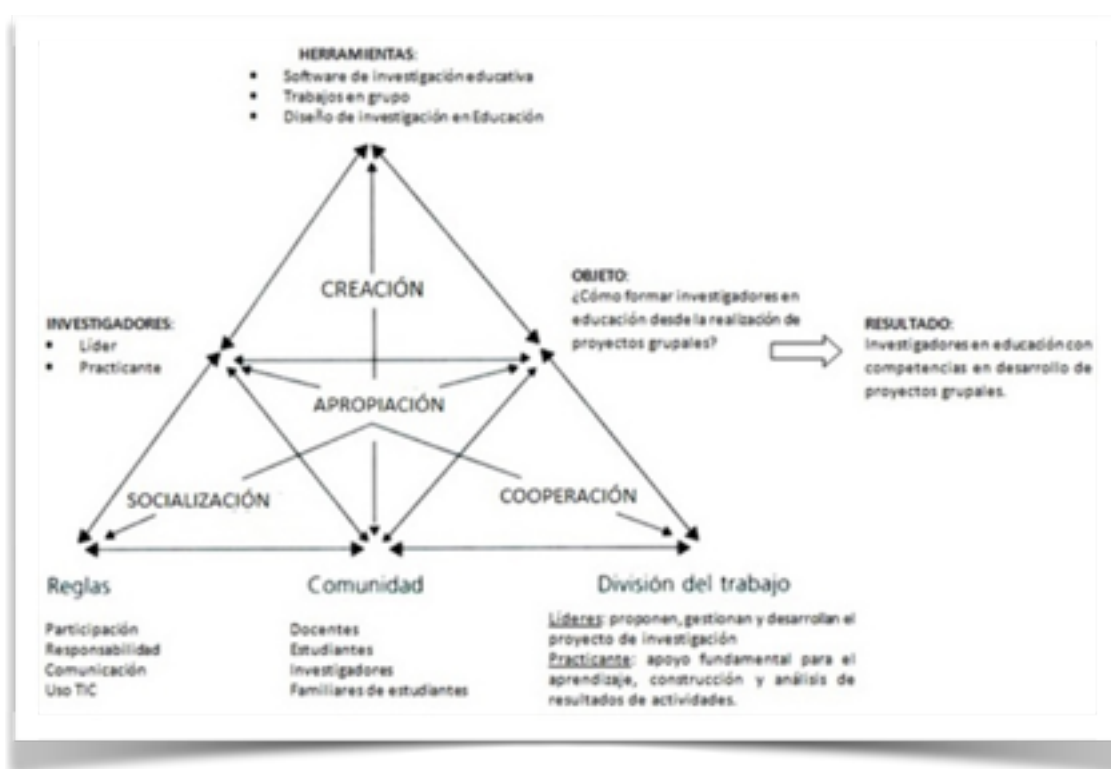 HERRAMIENTAS:
▪ Software de investigación educativa
▪ Trabajos en grupo
▪ Diseño de investigación en Educación
CREACIÓN
OBJETO:
¿Cómo formar investigadores en
educación desde la realización de
proyectos grupales?
INVESTIGADORES:
▪ Líder
▪ Practicante
RESULTADO:
Investigadores en educación con
competencias en desarrollo de
proyectos grupales.
APROPIACIÓN
SOCIALIZACIÓN
COOPERACIÓN
Reglas
Participación
Responsabilidad
Comunicación
Uso TIC
Comunidad
Docentes
Estudiantes
Investigadores
Familiares de estudiantes
División del trabajo
Líderes: proponen, gestionan y desarrollan el
proyecto de investigación
Practicante: apoyo fundamental para el
aprendizaje, construcción y análisis de
resultados de actividades.